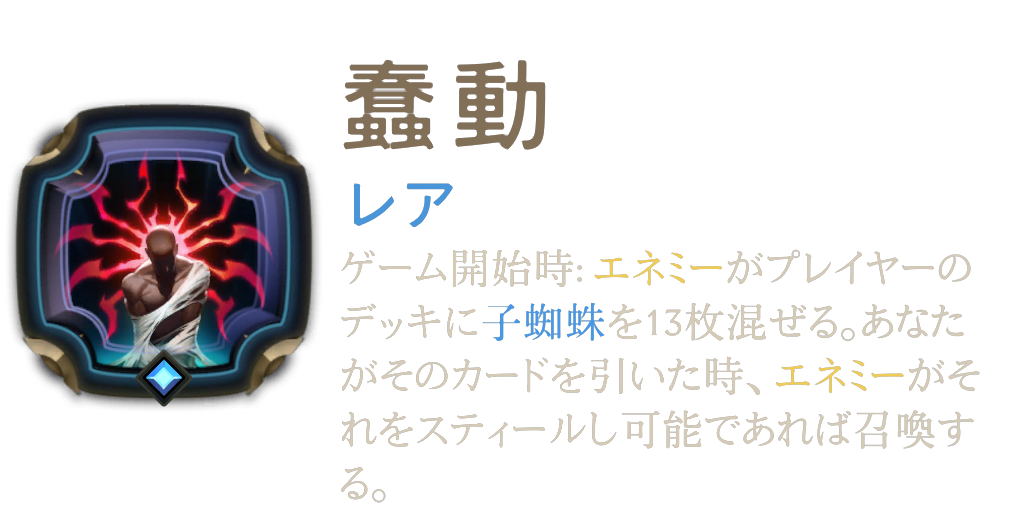 蠢動
レア
ゲーム開始時: エネミーがプレイヤーの
デッキに子蜘蛛を13枚混ぜる。あなた
がそのカードを引いた時、エネミーがそ
れをスティールし可能であれば召喚す
る。